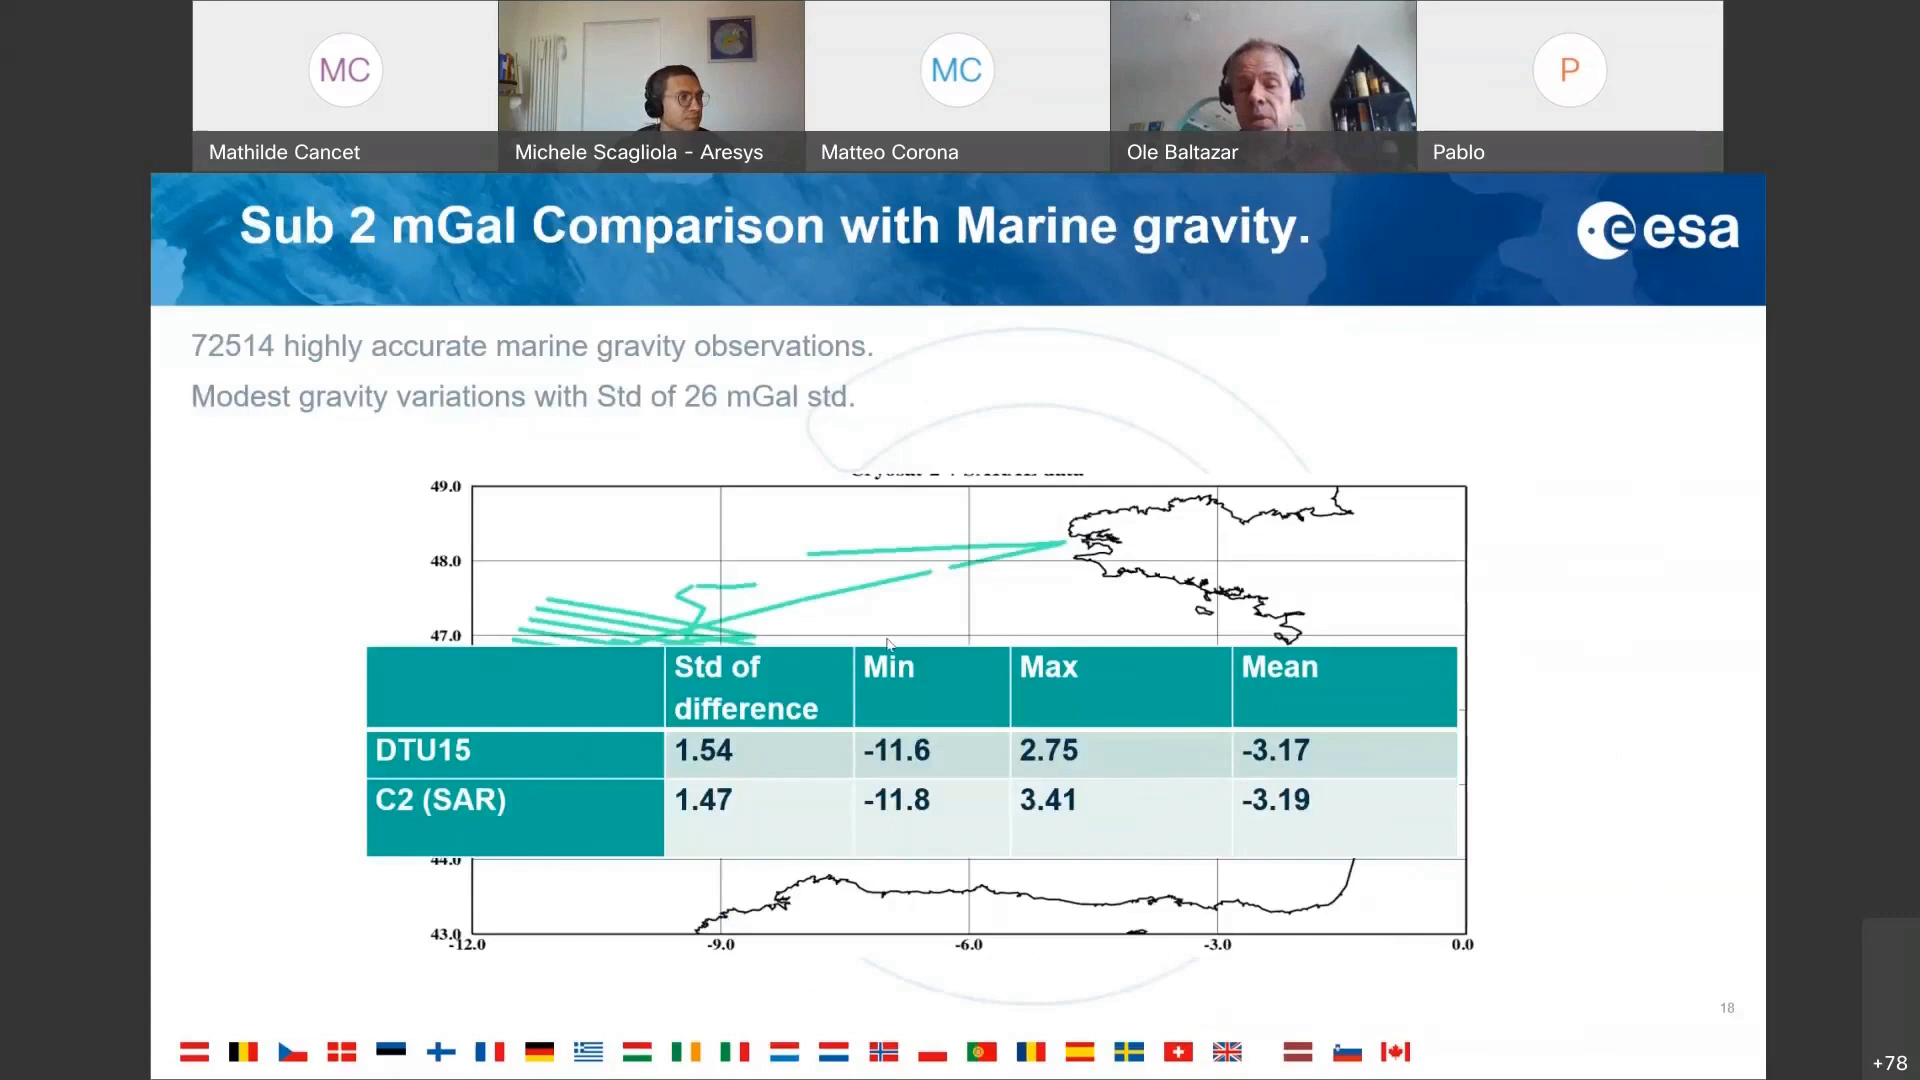 MC
MC
P
Mathilde Cancet
Michele Scagliola - Aresys
Matteo Corona
Ole Baltazar
Pablo
Sub 2 mGal Comparison with Marine gravity.
esa
72514 highly accurate marine gravity observations.
Modest gravity variations with Std of 26 mGal std.
49.0
48.0
47.0
Std of difference Min Max Mean
DTU15 1.54 -11.6 2.75 -3.17
C2 (SAR) 1.47 -11.8 3.41 -3.19
44.0
43.0
-12.0 -9.0 -6.0 -3.0 0.0
18
+78